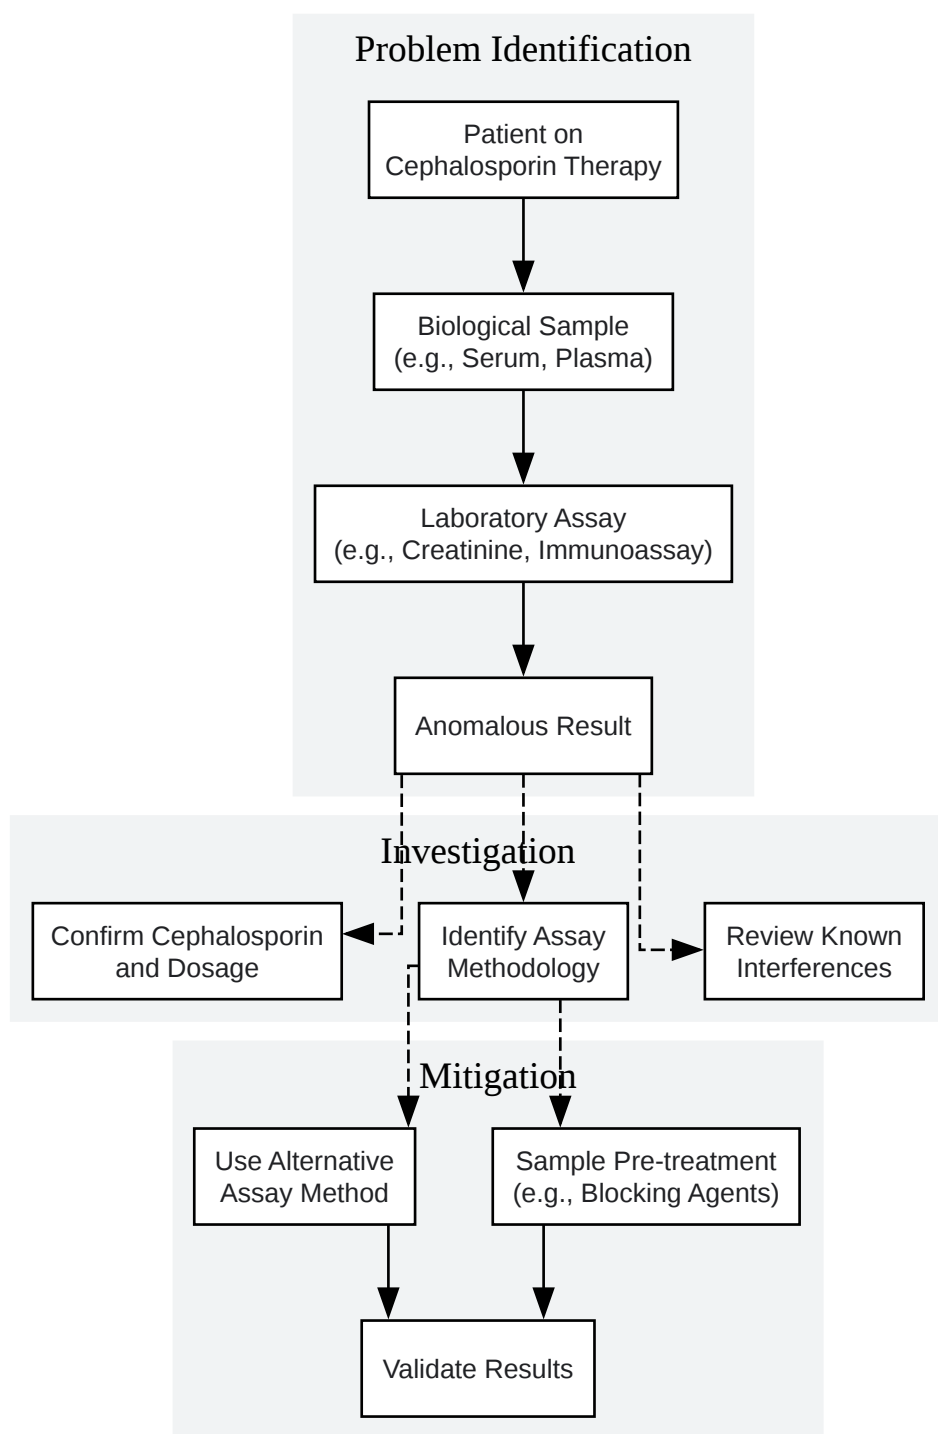 Problem Identification
Patient on
Cephalosporin Therapy
Biological Sample
(e.g., Serum, Plasma)
Laboratory Assay
(e.g., Creatinine, Immunoassay)
Anomalous Result
Investigation
Confirm Cephalosporin
and Dosage
Identify Assay
Methodology
Review Known
Interferences
Mitigation
Use Alternative
Assay Method
Sample Pre-treatment
(e.g., Blocking Agents)
Validate Results